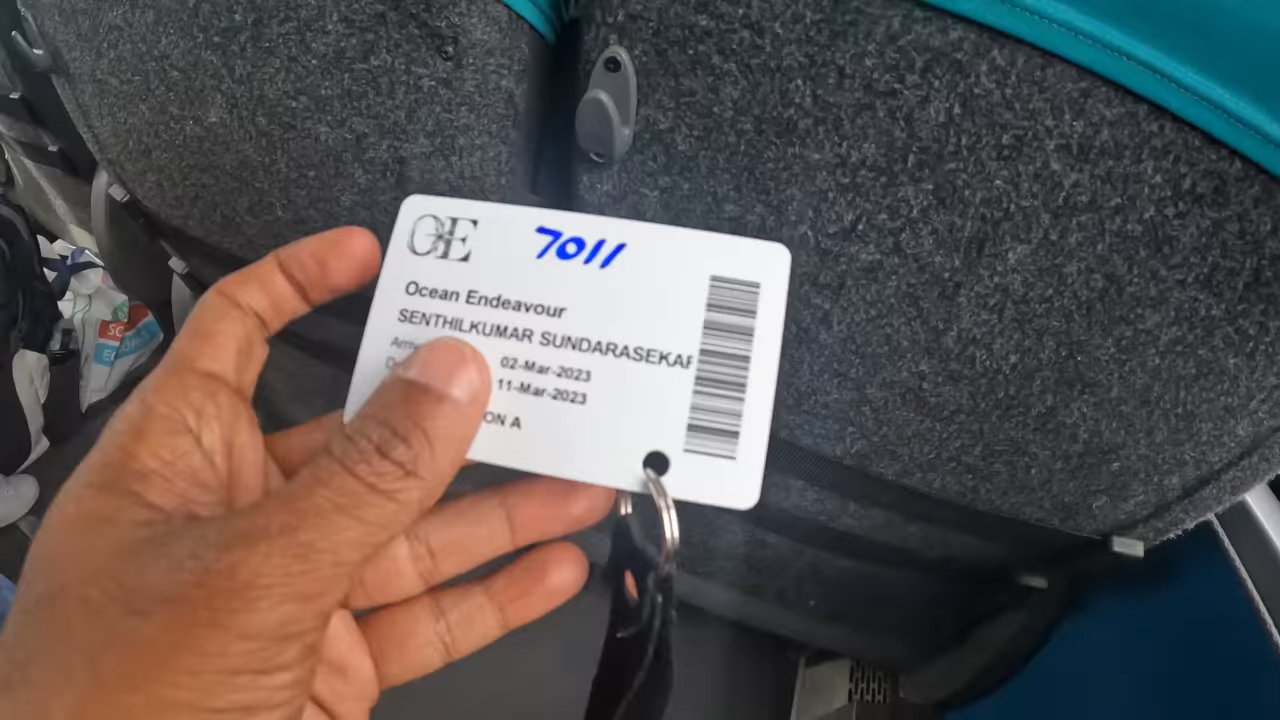 OE
7011
Ocean Endeavour
SENTHILKUMAR SUNDARASEKAR
02-Mar-2023
11-Mar-2023
ON A